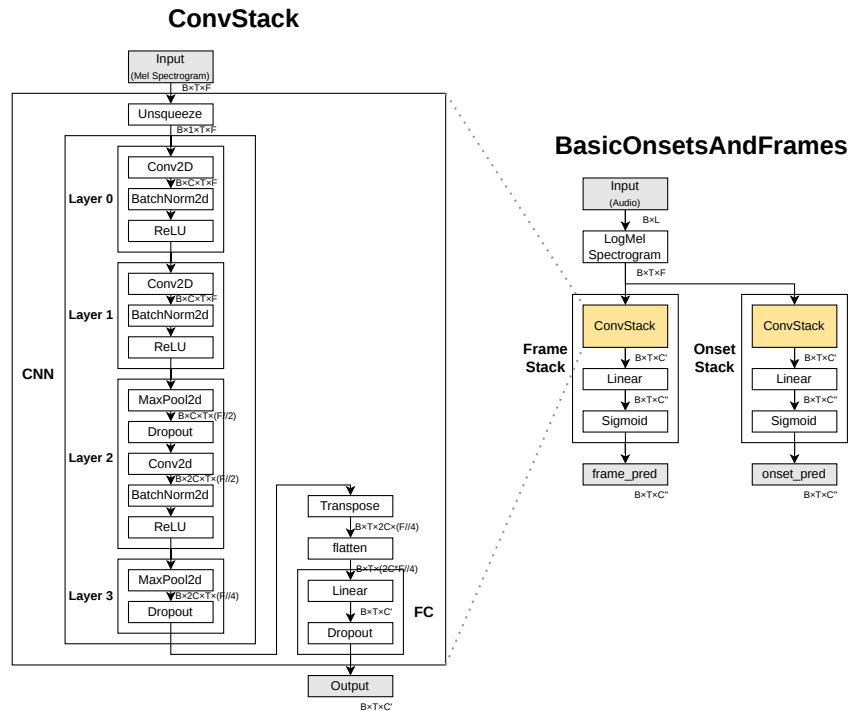 ConvStack
Input
(Mel Spectrogram)
B×T×F
Unsqueeze
B×1×T×F
CNN
Layer 0
Conv2D
B×C×T×F
BatchNorm2d
ReLU
Layer 1
Conv2D
B×C×T×F
BatchNorm2d
ReLU
Layer 2
MaxPool2d
B×C×T×(F//2)
Dropout
Conv2d
B×2C×T×(F//2)
BatchNorm2d
ReLU
Layer 3
MaxPool2d
B×2C×T×(F//4)
Dropout
Transpose
B×T×2C×(F//4)
flatten
B×T×(2C*F//4)
FC
Linear
B×T×C'
Dropout
Output
B×T×C'
BasicOnsetsAndFrames
Input
(Audio)
B×L
LogMel
Spectrogram
B×T×F
Frame
Stack
ConvStack
B×T×C'
Linear
B×T×C"
Sigmoid
frame_pred
B×T×C"
Onset
Stack
ConvStack
B×T×C'
Linear
B×T×C"
Sigmoid
onset_pred
B×T×C"